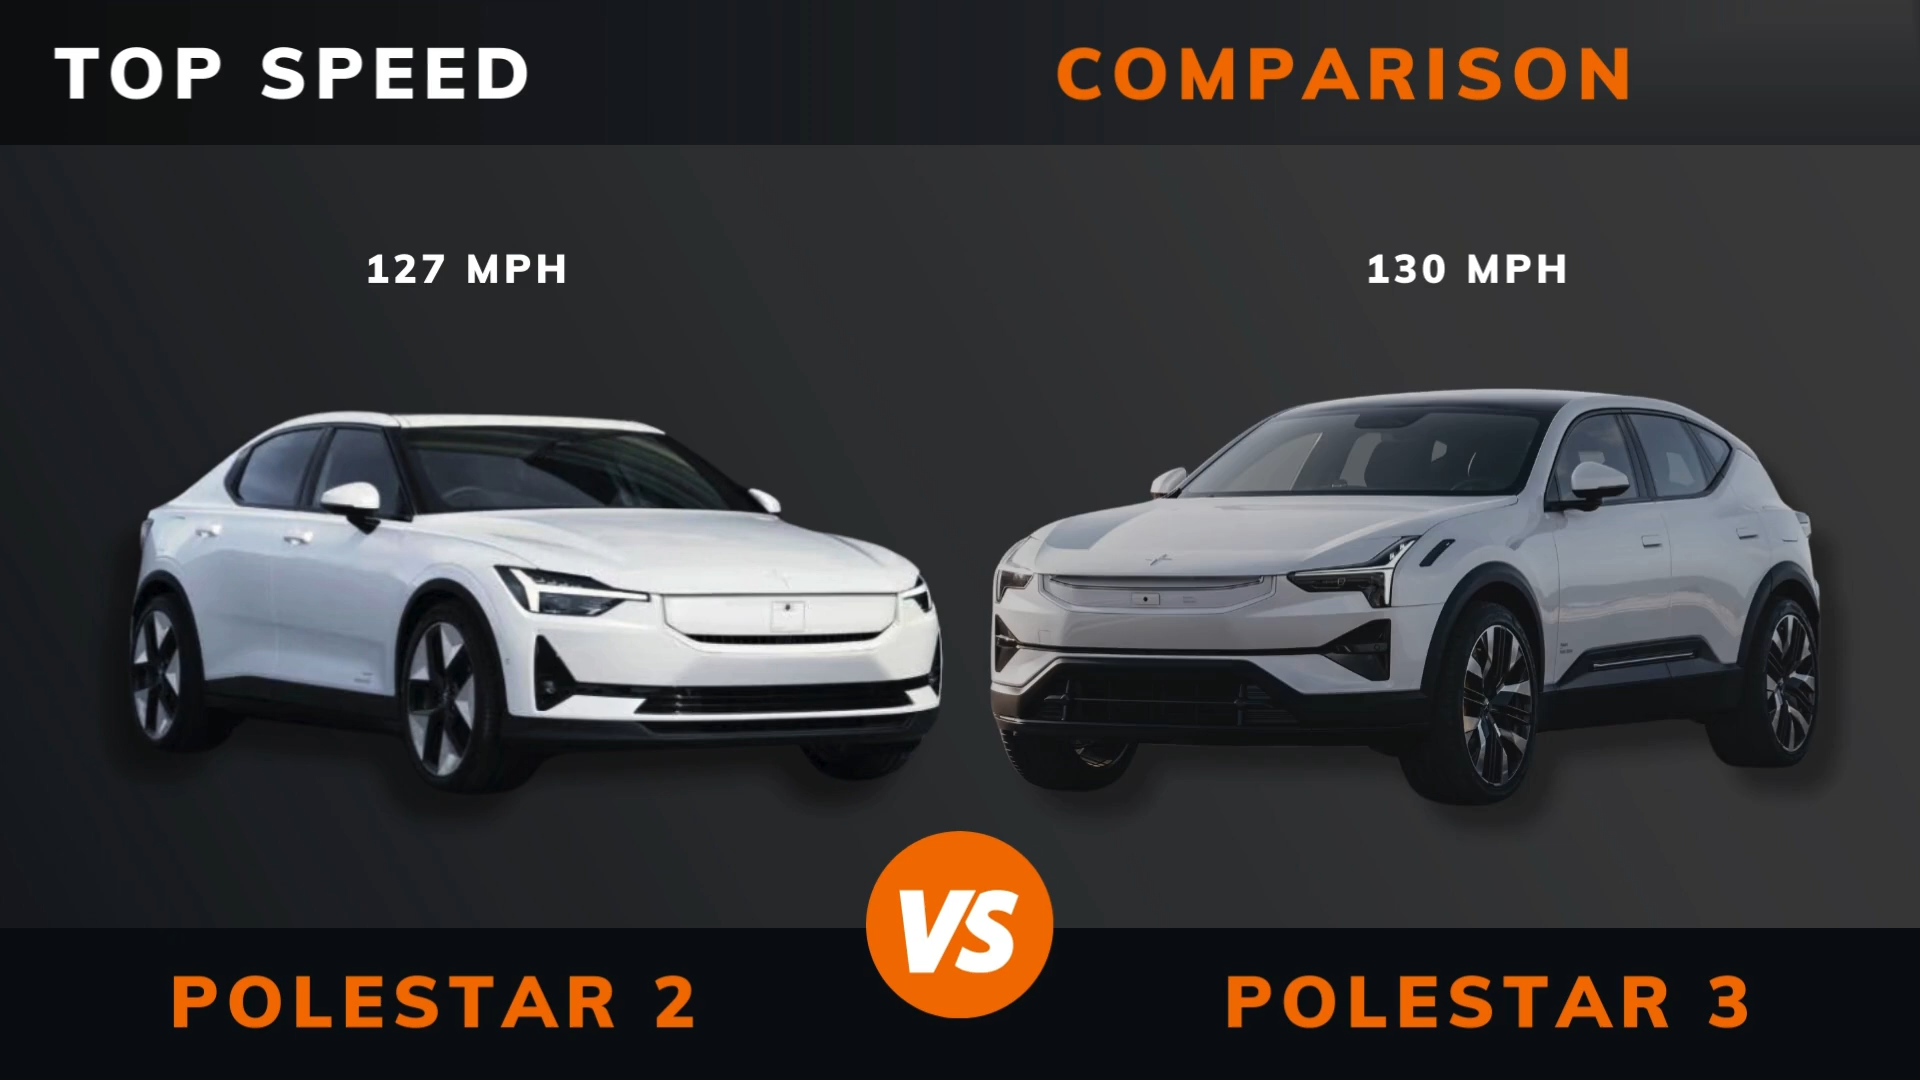 TOP SPEED
COMPARISON
127 MPH
130 MPH
VS
POLESTAR 2
POLESTAR 3